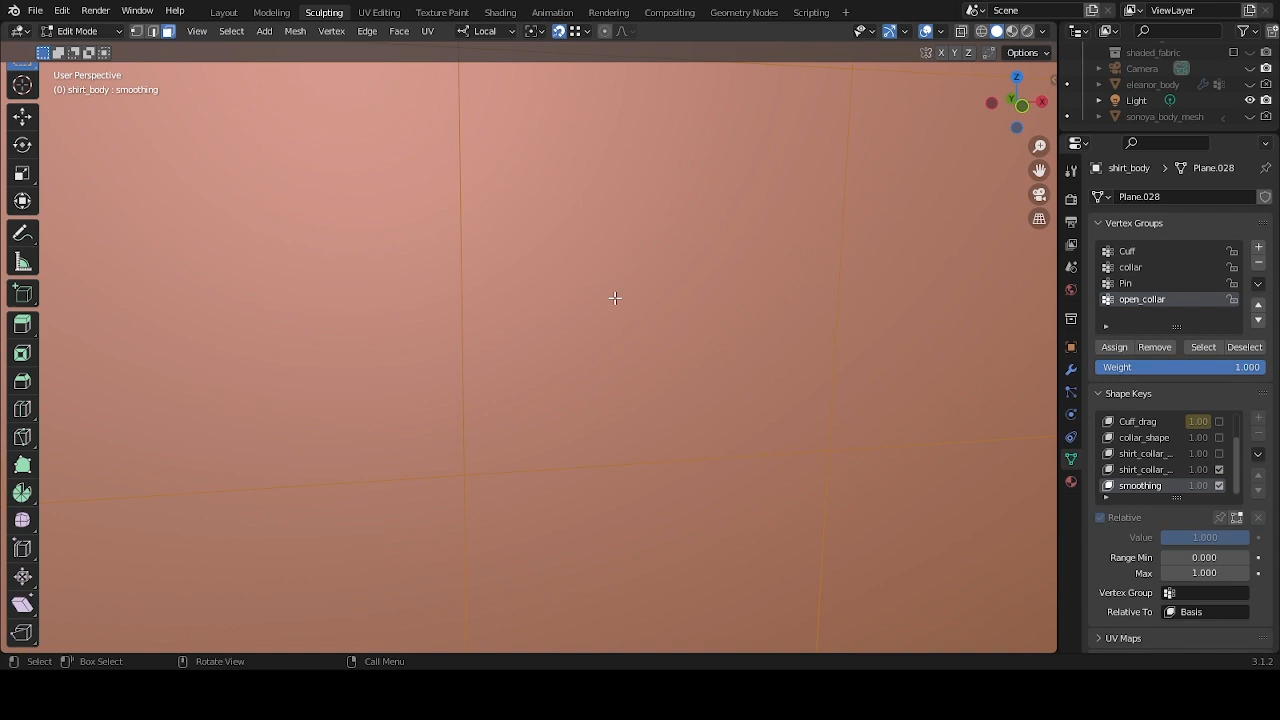 File Edit Render Window Help Layout Modeling Sculpting UV Editing Texture Paint Shading Animation Rendering Compositing Geometry Nodes Scripting + Scene ViewLayer
Edit Mode View Select Add Mesh Vertex Edge Face UV Local
X Y Z Options
User Perspective
(0) shirt_body : smoothing
Z
Y
X
shaded_fabric
Camera
eleanor_body
Light
sonoya_body_mesh
shirt_body Plane.028
Plane.028
Vertex Groups
Cuff
collar
Pin
open_collar
Assign Remove Select Deselect
Weight 1.000
Shape Keys
Cuff_drag 1.00
collar_shape 1.00
shirt_collar_... 1.00
shirt_collar_... 1.00
smoothing 1.00
Relative
Value 1.000
Range Min 0.000
Max 1.000
Vertex Group
Relative To Basis
UV Maps
Select Box Select Rotate View Call Menu 3.1.2